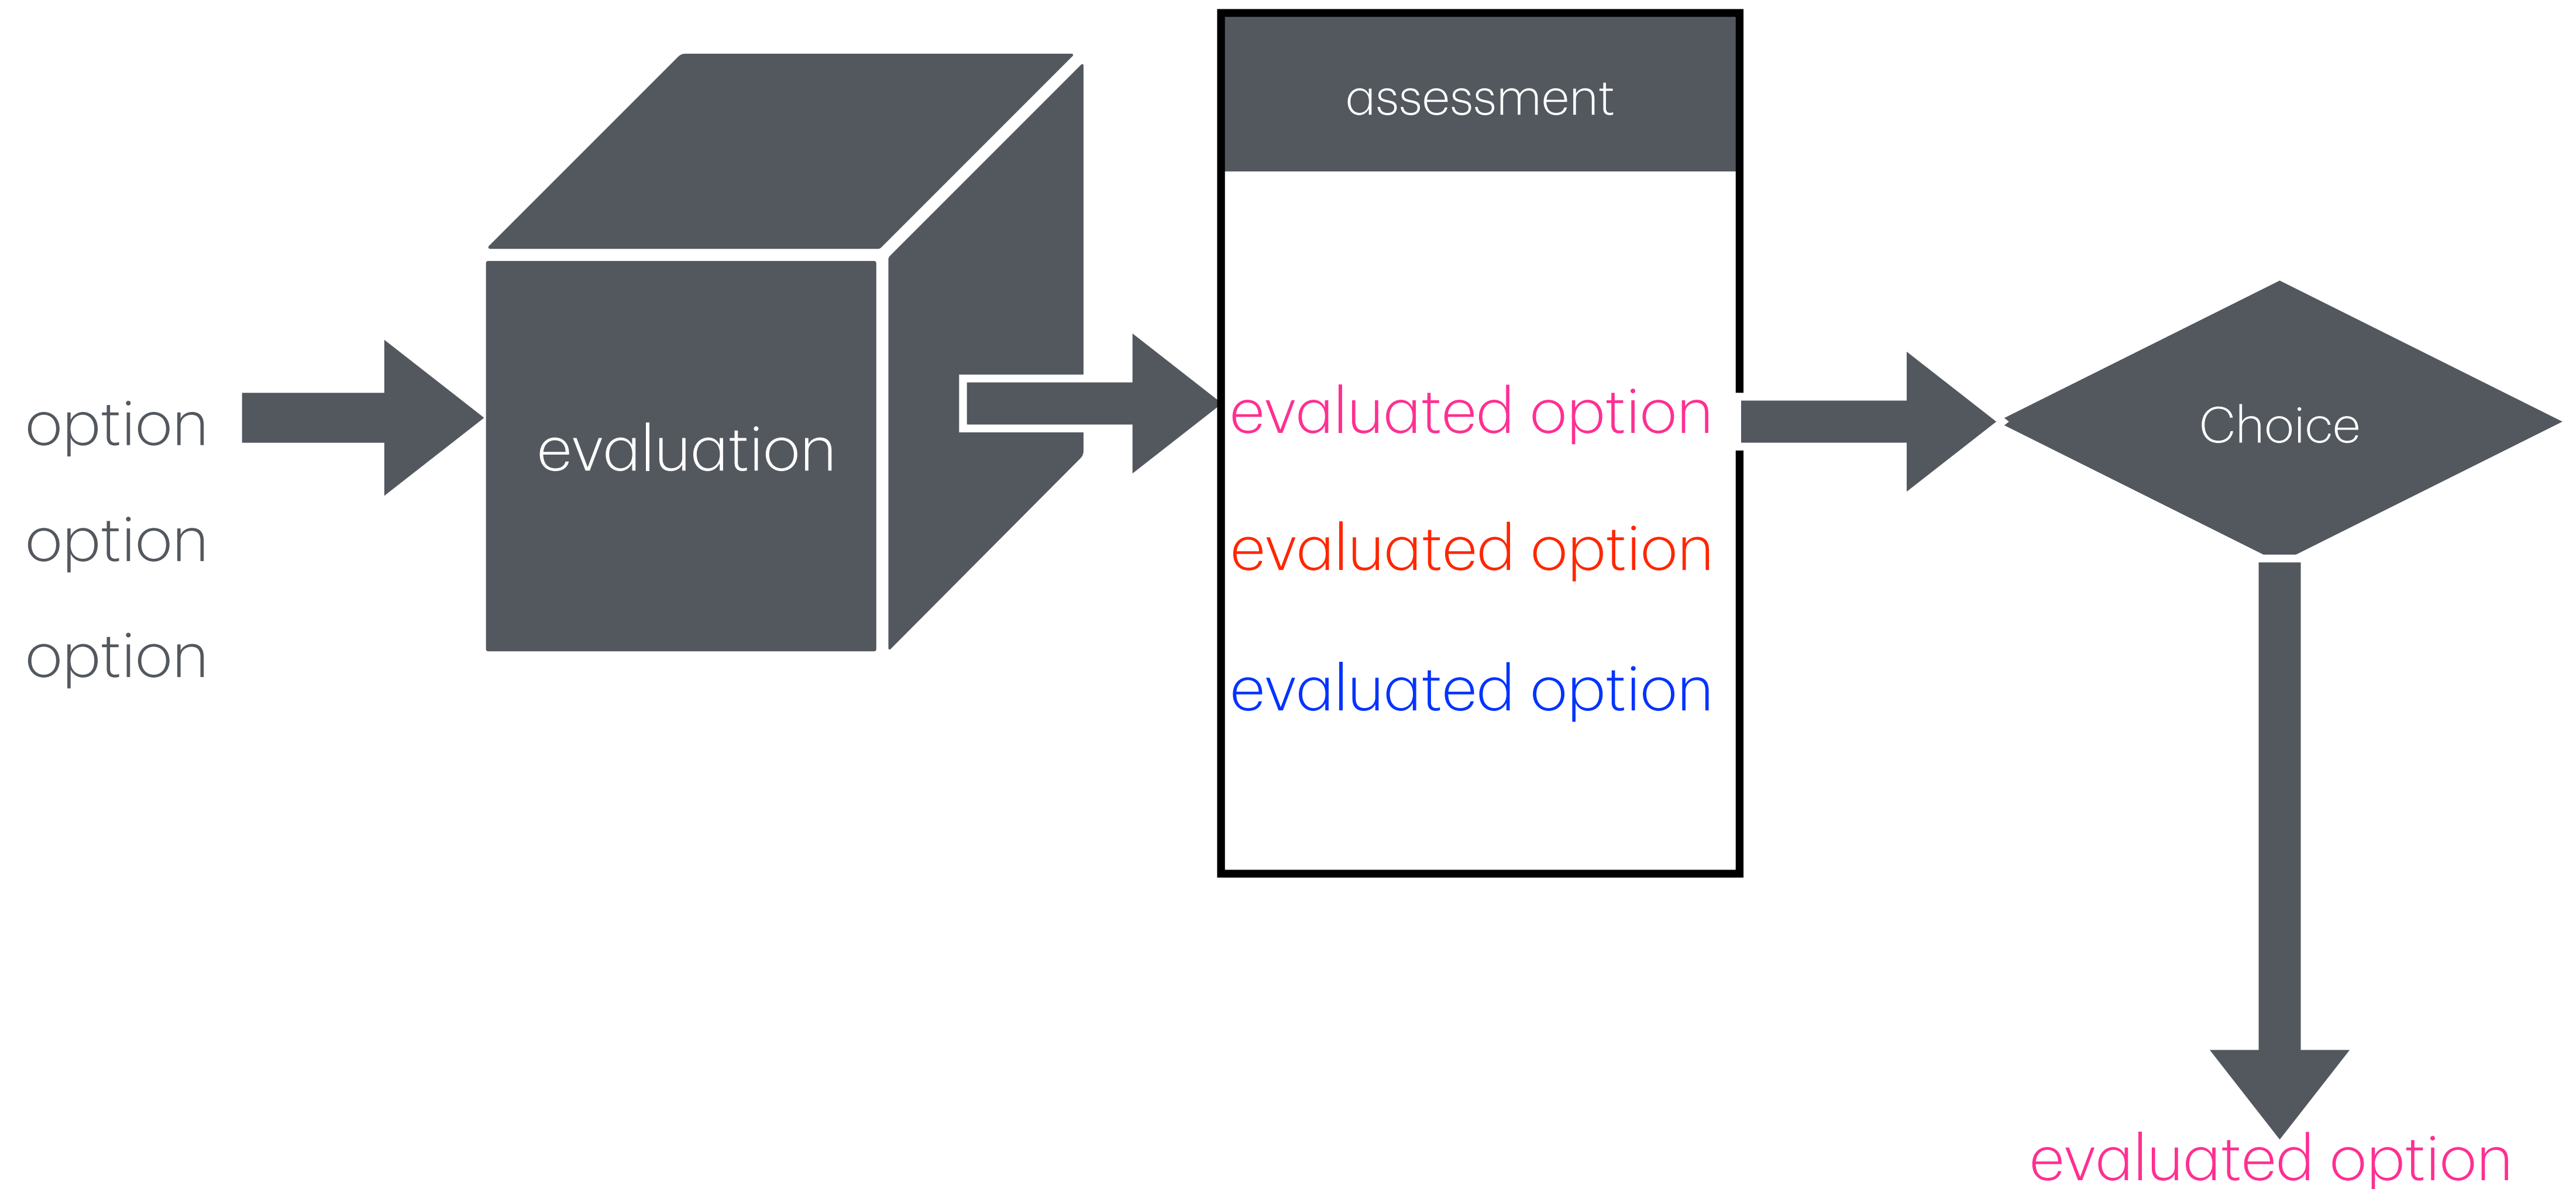 option
option
option
evaluation
assessment
evaluated option
evaluated option
evaluated option
Choice
evaluated option